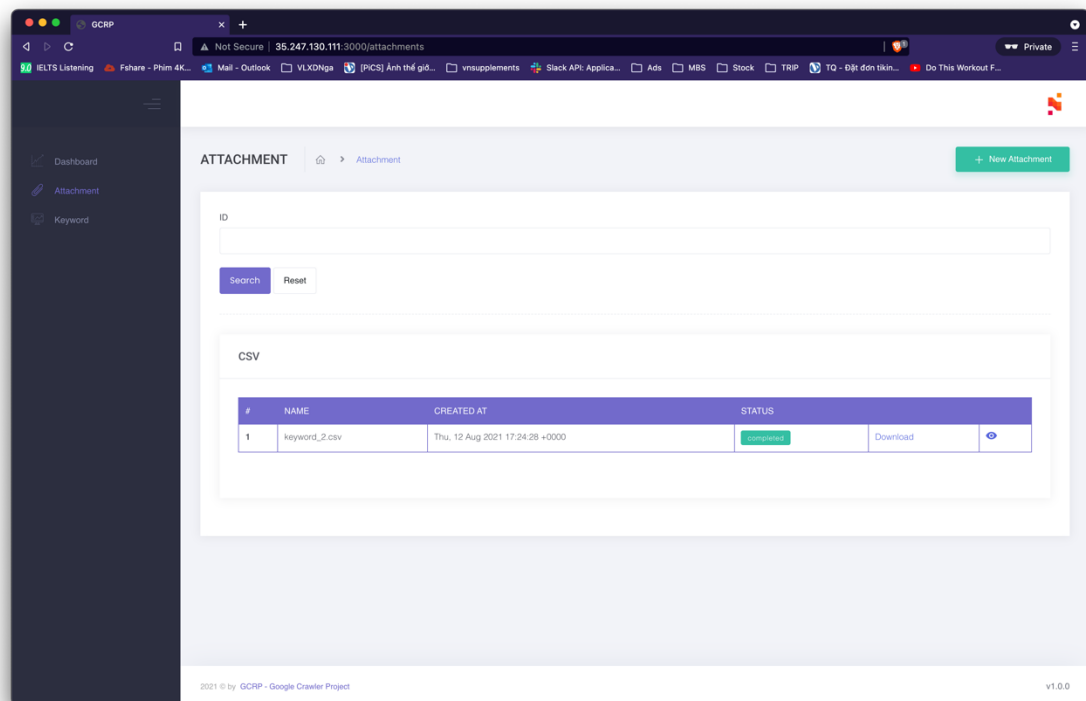 GCRP
Not Secure | 35.247.130.111:3000/attachments
1
Private
9.0 IELTS Listening Fshare - Phim 4K... Mail - Outlook VLXDNga [PiCS] Ảnh thế giớ... vnsupplements Slack API: Applica... Ads MBS Stock TRIP TQ - Đặt đơn tikin... Do This Workout F...
ATTACHMENT Attachment
+ New Attachment
Dashboard
Attachment
Keyword
ID
Search Reset
CSV
# NAME CREATED AT STATUS
1 keyword_2.csv Thu, 12 Aug 2021 17:24:28 +0000 completed Download
2021 © by GCRP - Google Crawler Project
v1.0.0